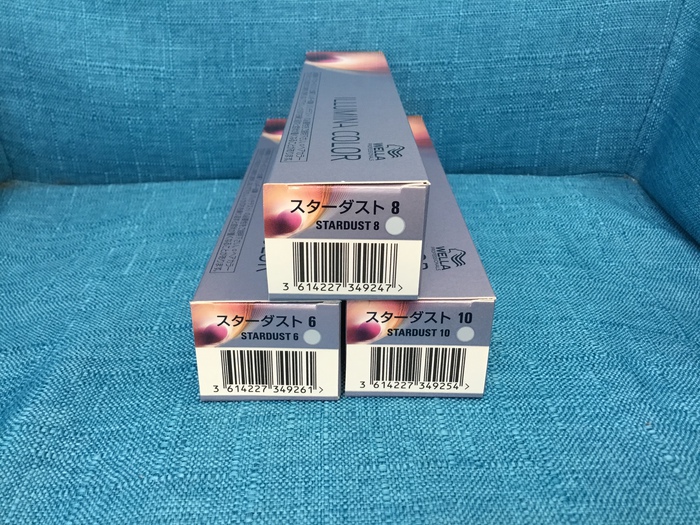 ILLUMINA COLOR
WELLA
スターダスト 8
STARDUST 8
3 614227 349247 >
WELLA
スターダスト 6
STARDUST 6
3 614227 349261 >
スターダスト 10
STARDUST 10
3 614227 349254 >